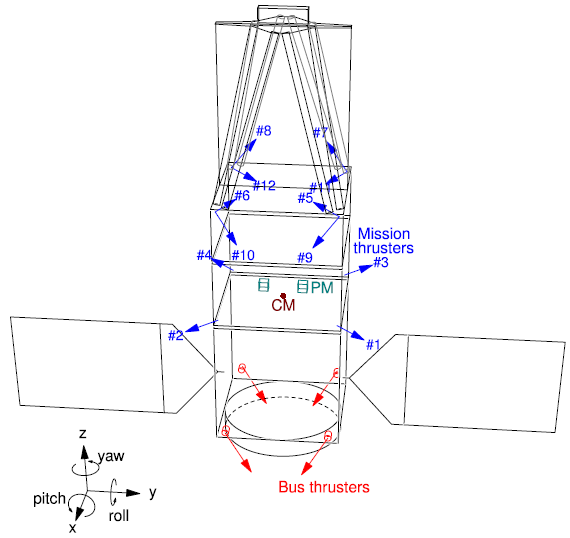 #8
#7
#12
#1
#6
#5
Mission
thrusters
#4
#10
#9
#3
PM
CM
#2
#1
z
yaw
pitch
y
roll
x
Bus thrusters